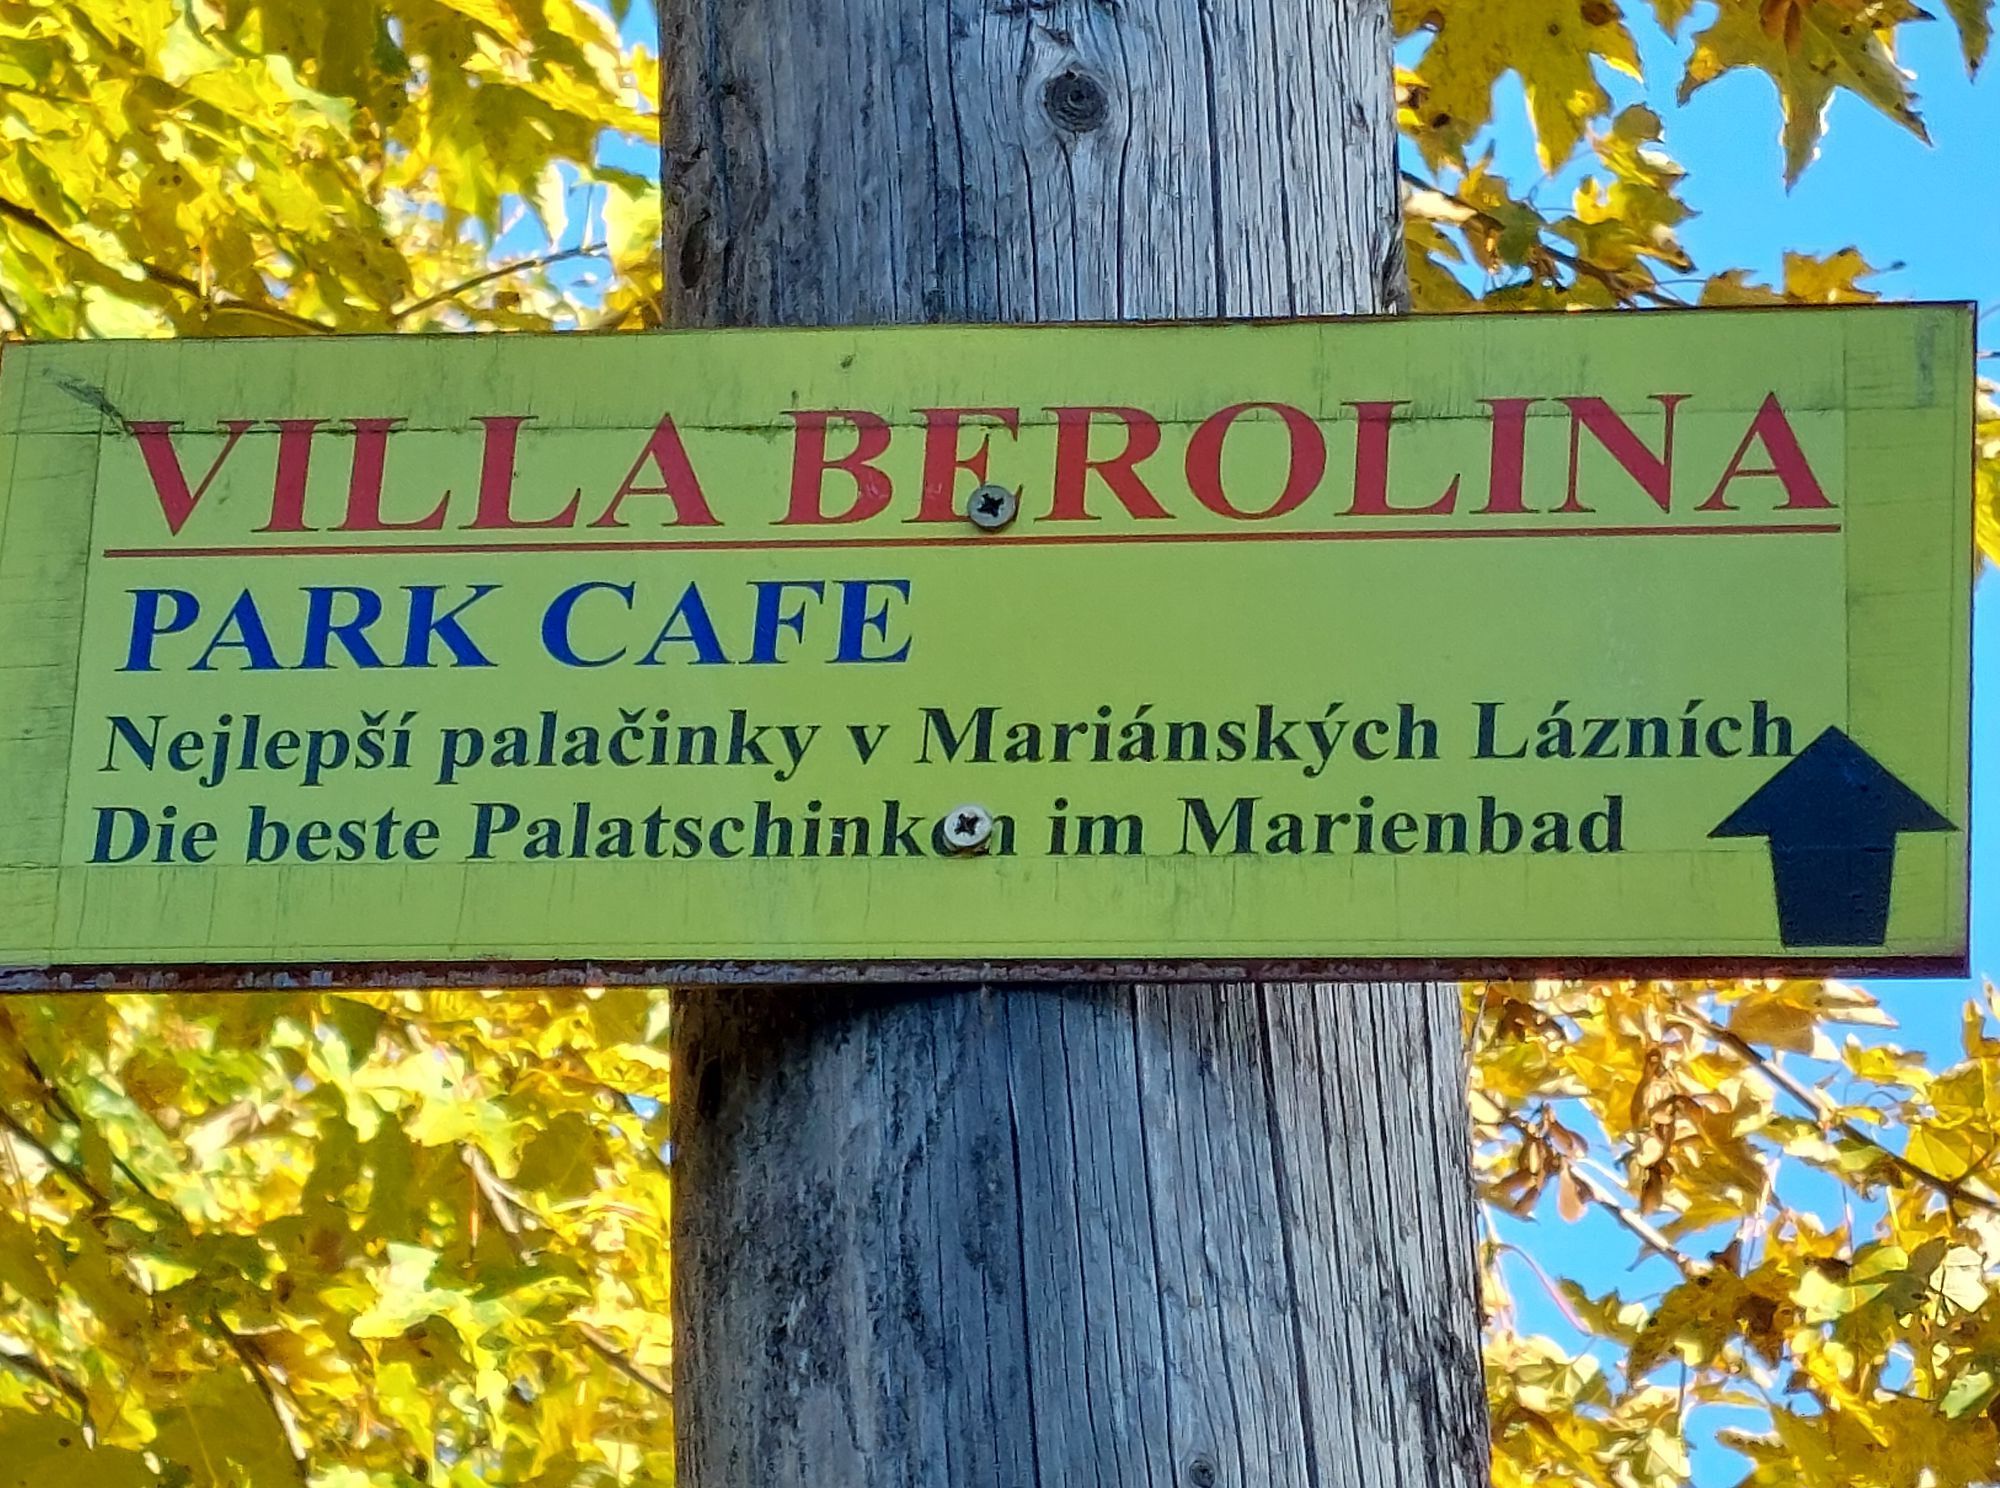 VILLA BEROLINA
PARK CAFE
Nejlepší palačinky v Mariánských Lázních
Die beste Palatschinken im Marienbad